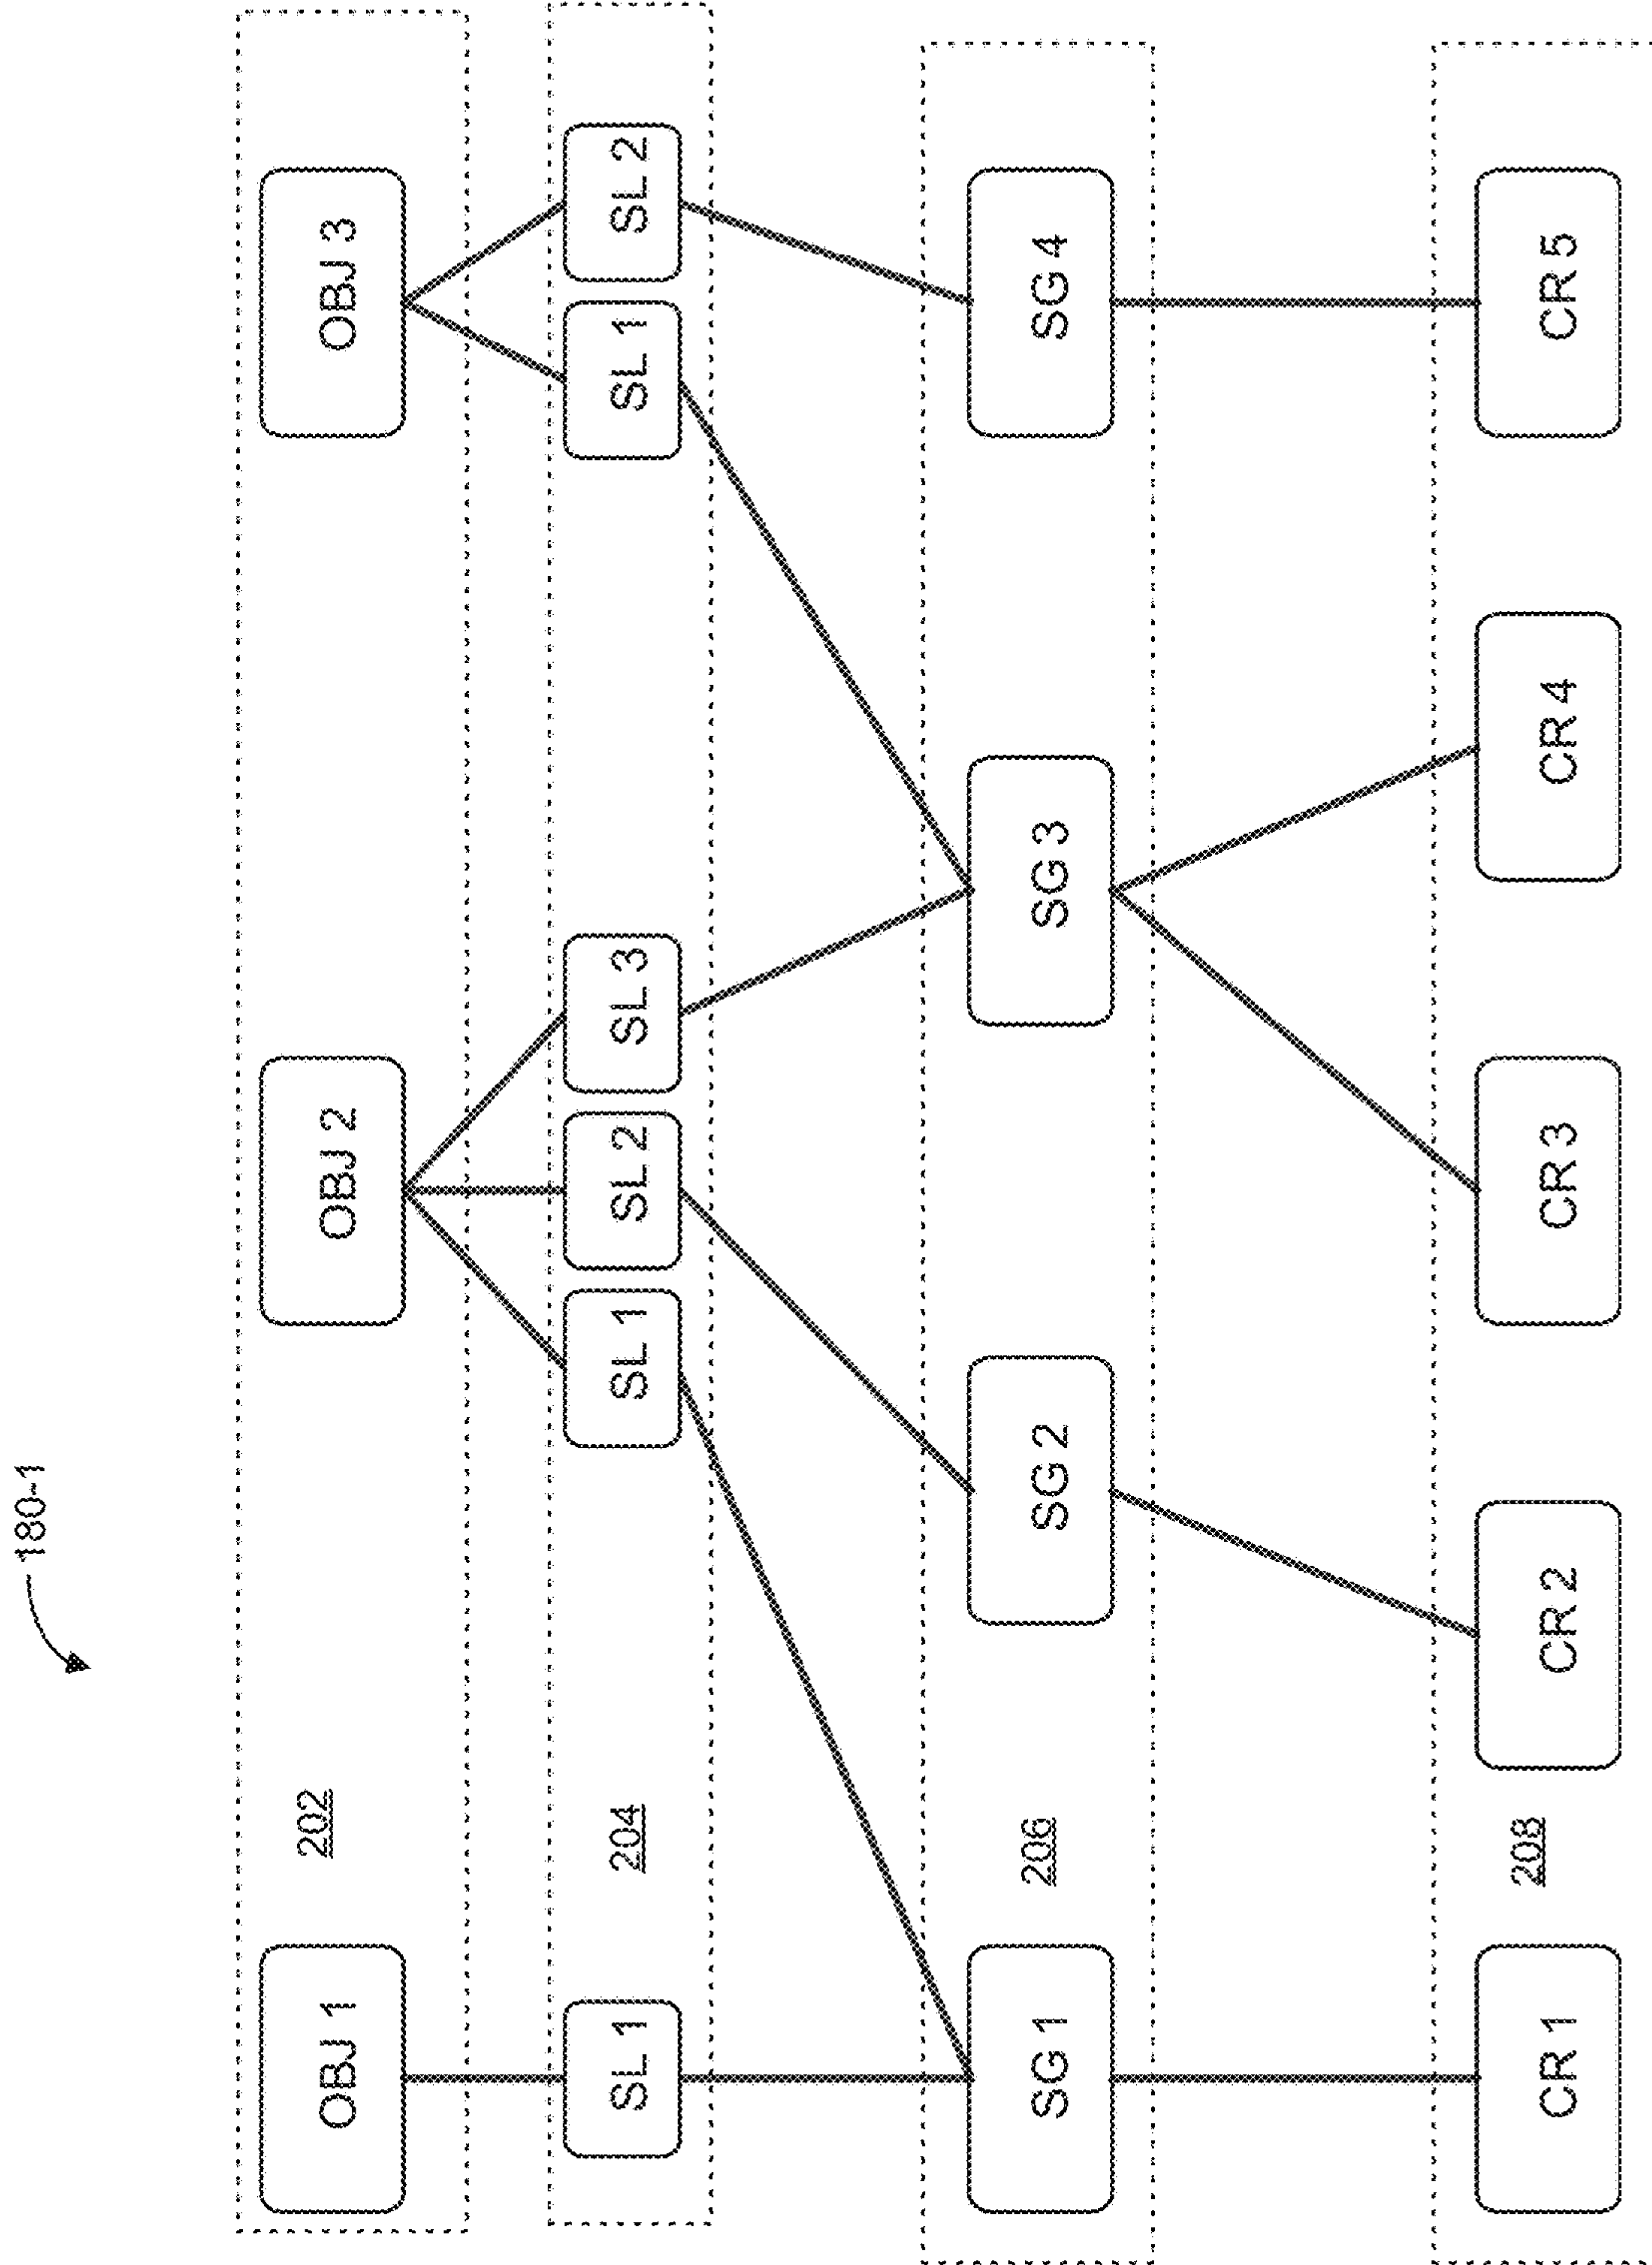 180-1
OBJ 1
202
OBJ 2
OBJ 3
SL 1
204
SL 1
SL 2
SL 3
SL 1
SL 2
SG 1
206
SG 2
SG 3
SG 4
CR 1
208
CR 2
CR 3
CR 4
CR 5